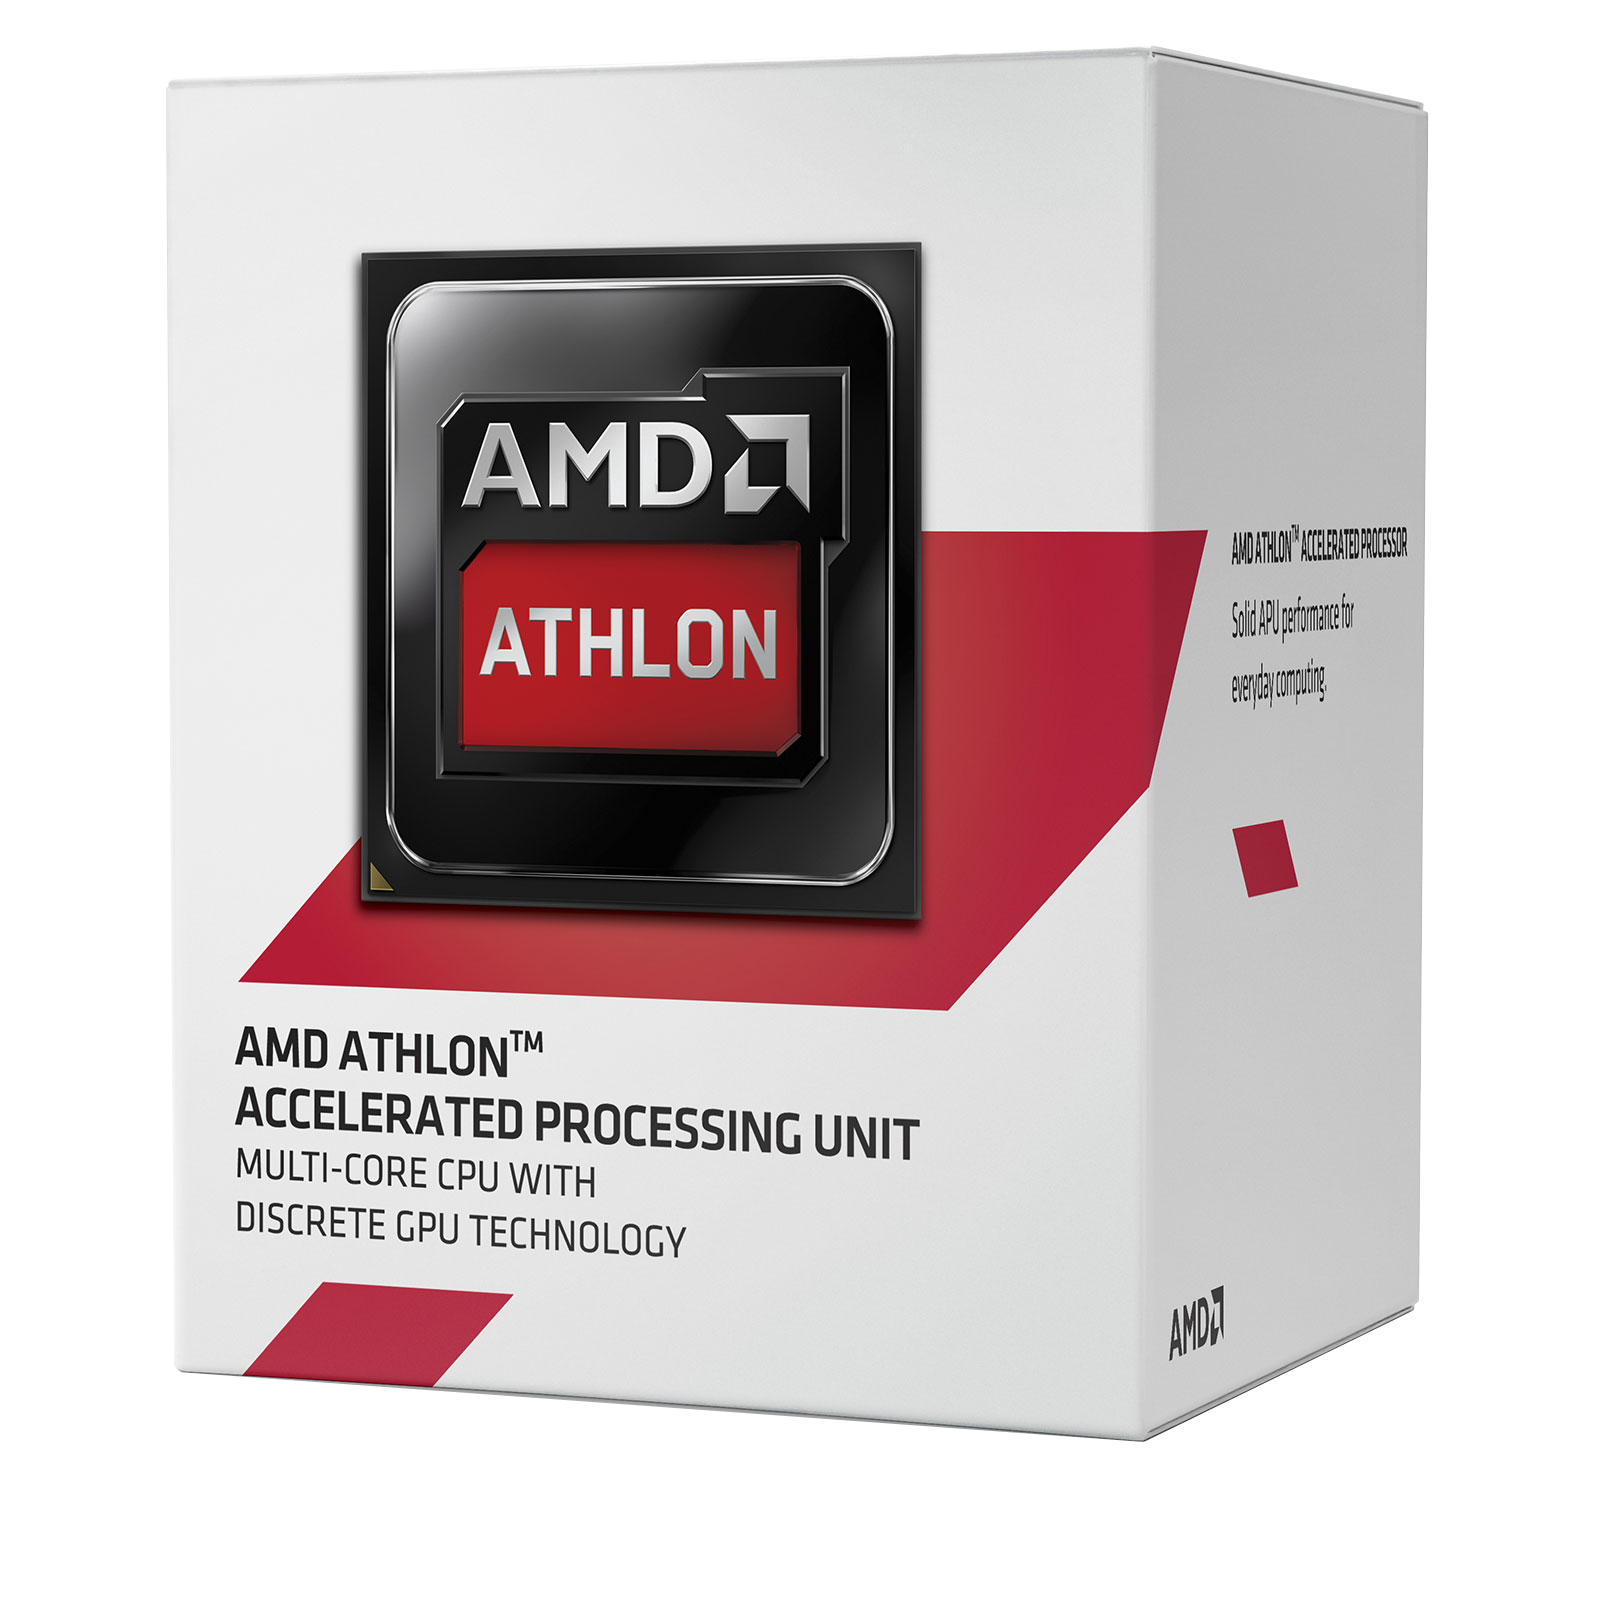 AMD
ATHLON
AMD ATHLON™
ACCELERATED PROCESSING UNIT
MULTI-CORE CPU WITH
DISCRETE GPU TECHNOLOGY
AMD ATHLON™ ACCELERATED PROCESSOR
Solid APU performance for
everyday computing.
AMD